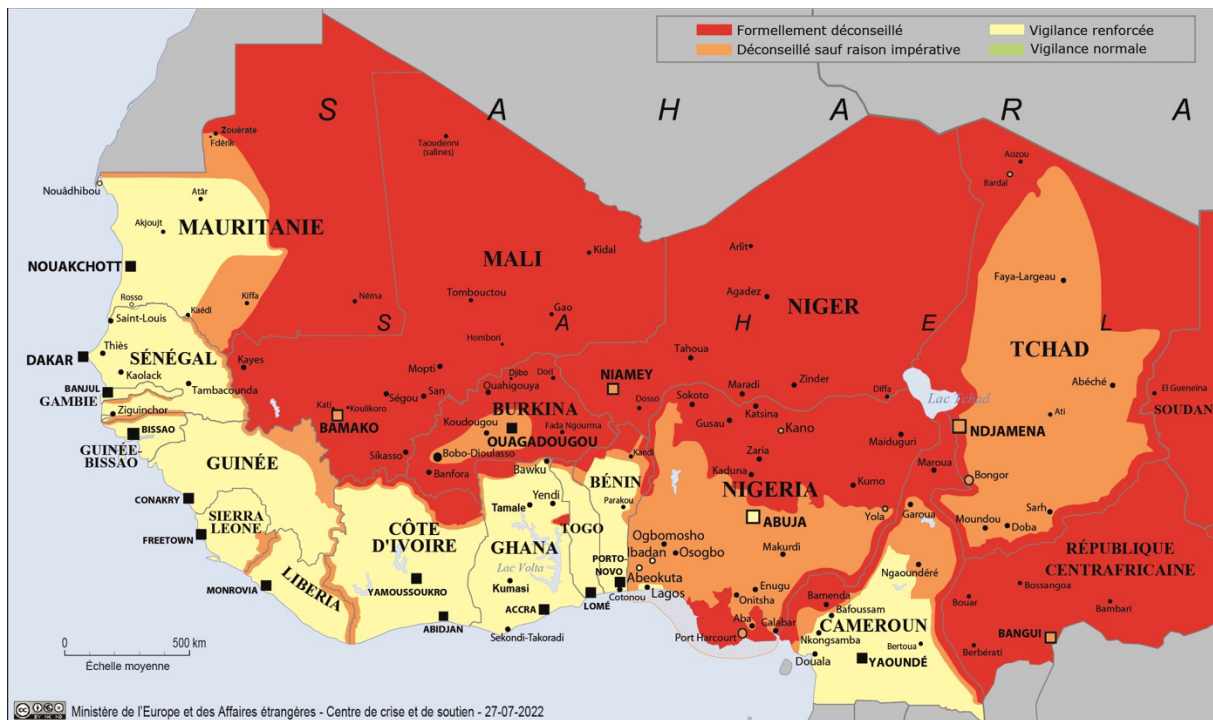 Formellement déconseillé
Déconseillé sauf raison impérative
Vigilance renforcée
Vigilance normale
S A H A R A
Zouérate
Fdérik
Taoudenni
(salines)
Aozou
Bardaï
Nouâdhibou
Atâr
Akjoujt
MAURITANIE
NOUAKCHOTT
Kidal
Arlit
MALI
Faya-Largeau
Rosso
Kaédi
Kiffa
Néma
Tombouctou
Gao
Agadez
NIGER
Saint-Louis
S A H E L
Hombori
DAKAR
Thiès
SÉNÉGAL
Kaolack
Tambacounda
Kayes
Mopti
Djibo
Dori
Tahoua
TCHAD
BANJUL
GAMBIE
Ouahigouya
NIAMEY
Maradi
Zinder
Diffa
Lac Tchad
Abéché
El Gueneïna
SOUDAN
Ziguinchor
Kati
Koulikoro
Ségou
San
BAMAKO
BURKINA
Koudougou
OUAGADOUGOU
Fada Ngourma
Dosso
Sokoto
Katsina
Gusau
Kano
Ati
NDJAMENA
BISSAO
GUINÉE-
BISSAO
GUINÉE
Sikasso
Bobo-Dioulasso
Banfora
Bawku
Kandi
Zaria
Kaduna
Maiduguri
Maroua
Bongor
CONAKRY
SIERRA
LEONE
FREETOWN
CÔTE
D'IVOIRE
Tamale
Yendi
BÉNIN
Parakou
NIGERIA
Kumo
ABUJA
Yola
Garoua
Moundou
Doba
Sarh
GHANA
TOGO
Ogbomosho
Ibadan
Osogbo
Makurdi
RÉPUBLIQUE
CENTRAFRICAINE
MONROVIA
LIBERIA
YAMOUSSOUKRO
Lac Volta
Kumasi
PORTO-
NOVO
Cotonou
Abeokuta
Lagos
Enugu
Onitsha
Ngaoundéré
Bamenda
Bafoussam
Bossangoa
Bouar
Bambari
ABIDJAN
ACCRA
LOMÉ
Sekondi-Takoradi
Aba
Calabar
Port Harcourt
Nkongsamba
CAMEROUN
Bertoua
Douala
YAOUNDÉ
Berbérati
BANGUI
0 500 km
Échelle moyenne
cc BY NC ND
Ministère de l'Europe et des Affaires étrangères - Centre de crise et de soutien - 27-07-2022